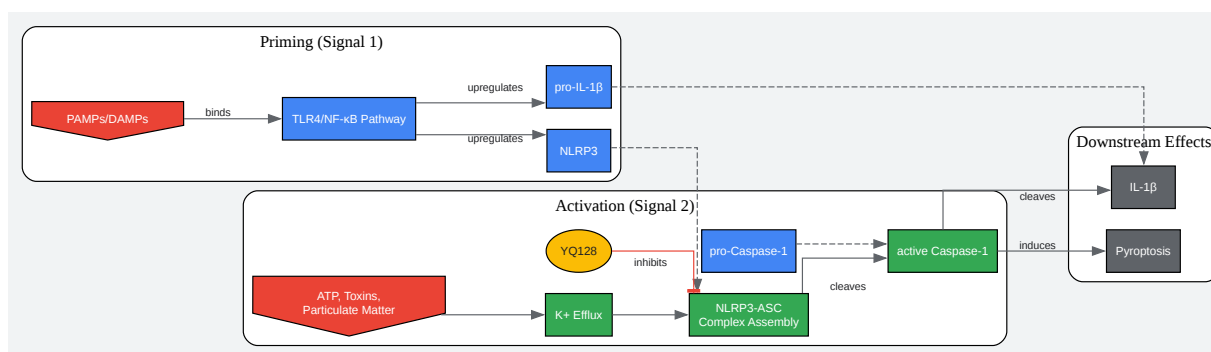 Priming (Signal 1)
PAMPs/DAMPs
binds
TLR4/NF-κB Pathway
upregulates
upregulates
pro-IL-1β
NLRP3
Activation (Signal 2)
YQ128
inhibits
pro-Caspase-1
active Caspase-1
cleaves
ATP, Toxins,
Particulate Matter
K+ Efflux
NLRP3-ASC
Complex Assembly
Downstream Effects
cleaves
IL-1β
induces
Pyroptosis